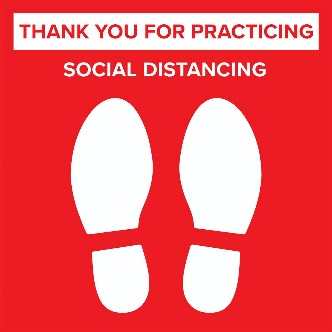 THANK YOU FOR PRACTICING
SOCIAL DISTANCING